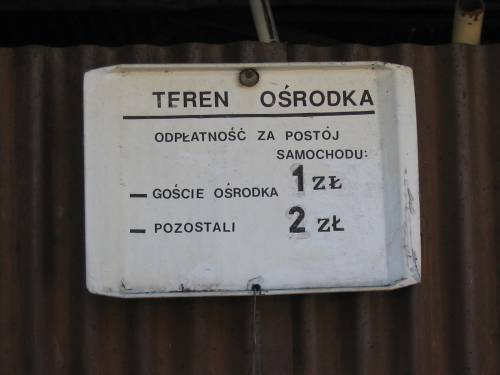 TEREN OŚRODKA
ODPŁATNOŚĆ ZA POSTÓJ
SAMOCHODU:
— GOŚCIE OŚRODKA 1 ZŁ
— POZOSTALI 2 ZŁ